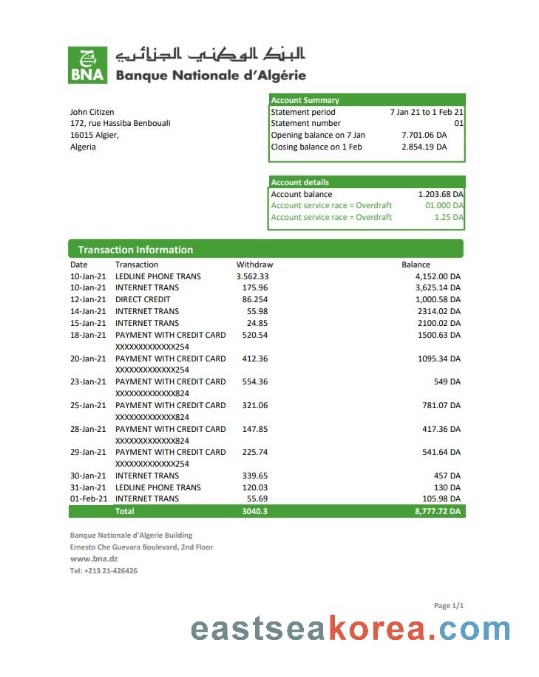 البنك الوطني الجزائري
BNA
Banque Nationale d'Algérie
John Citizen
172, rue Hassiba Benbouali
16015 Algier,
Algeria
Account Summary
Statement period 7 Jan 21 to 1 Feb 21
Statement number 01
Opening balance on 7 Jan 7.701.06 DA
Closing balance on 1 Feb 2.854.19 DA
Account details
Account balance 1.203.68 DA
Account service race = Overdraft 01.000 DA
Account service race = Overdraft 1.25 DA
Transaction Information
Date Transaction Withdraw Balance
10-Jan-21 LEDLINE PHONE TRANS 3.562.33 4,152.00 DA
10-Jan-21 INTERNET TRANS 175.96 3,625.14 DA
12-Jan-21 DIRECT CREDIT 86.254 1,000.58 DA
14-Jan-21 INTERNET TRANS 55.98 2314.02 DA
15-Jan-21 INTERNET TRANS 24.85 2100.02 DA
18-Jan-21 PAYMENT WITH CREDIT CARD 520.54 1500.63 DA
XXXXXXXXXXXXX254
20-Jan-21 PAYMENT WITH CREDIT CARD 412.36 1095.34 DA
XXXXXXXXXXXXX254
23-Jan-21 PAYMENT WITH CREDIT CARD 554.36 549 DA
XXXXXXXXXXXXX824
25-Jan-21 PAYMENT WITH CREDIT CARD 321.06 781.07 DA
XXXXXXXXXXXXX824
28-Jan-21 PAYMENT WITH CREDIT CARD 147.85 417.36 DA
XXXXXXXXXXXXX824
29-Jan-21 PAYMENT WITH CREDIT CARD 225.74 541.64 DA
XXXXXXXXXXXXX254
30-Jan-21 INTERNET TRANS 339.65 457 DA
31-Jan-21 LEDLINE PHONE TRANS 120.03 130 DA
01-Feb-21 INTERNET TRANS 55.69 105.98 DA
Total 3040.3 8,777.72 DA
Banque Nationale d'Algerie Building
Ernesto Che Guevara Boulevard, 2nd Floor
www.bna.dz
Tel: +213 21-426426
Page 1/1
eastseakorea.com